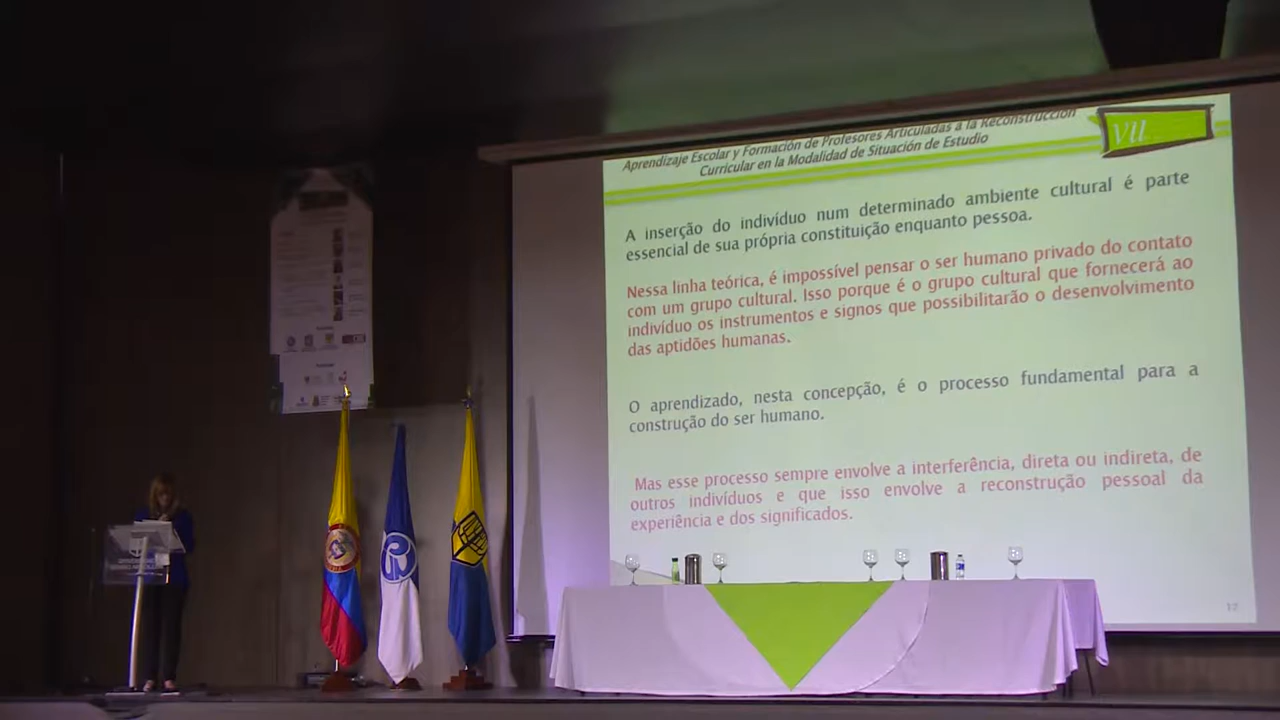 Aprendizaje Escolar y Formación de Profesores Articuladas a la Reconstrucción
Curricular en la Modalidad de Situación de Estudio
VII
A inserção do indivíduo num determinado ambiente cultural é parte
essencial de sua própria constituição enquanto pessoa.
Nessa linha teórica, é impossível pensar o ser humano privado do contato
com um grupo cultural. Isso porque é o grupo cultural que fornecerá ao
indivíduo os instrumentos e signos que possibilitarão o desenvolvimento
das aptidões humanas.
O aprendizado, nesta concepção, é o processo fundamental para a
construção do ser humano.
Mas esse processo sempre envolve a interferência, direta ou indireta, de
outros indivíduos e que isso envolve a reconstrução pessoal da
experiência e dos significados.